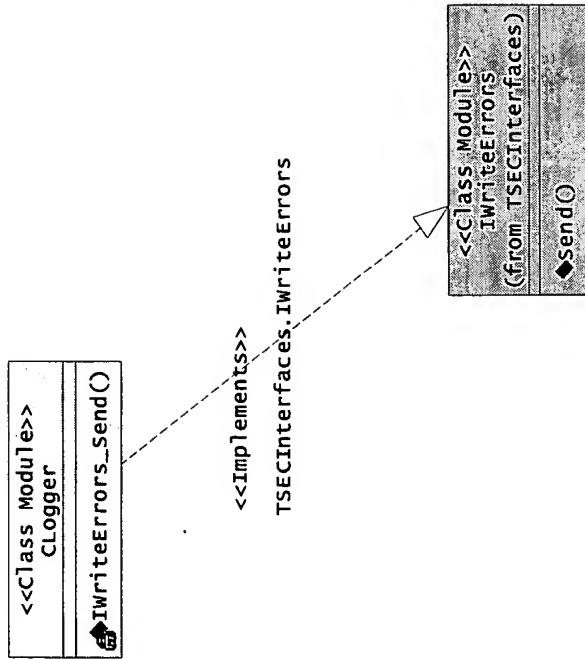 <<Class Module>>
CLogger
IWriteErrors_send()
<<Implements>>
TSECInterfaces.IWriteErrors
<<Class Module>>
IWriteErrors
(from TSECInterfaces)
send()